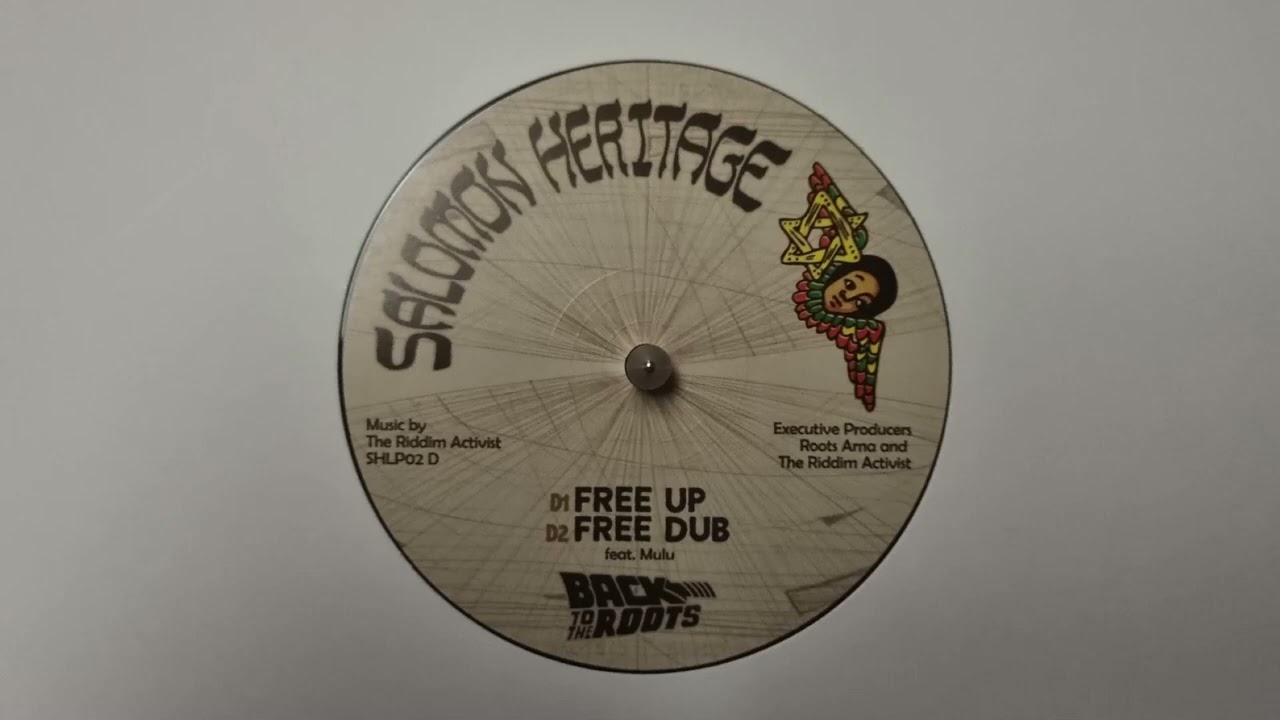 SALOMON HERITAGE
Music by
The Riddim Activist
SHLP02 D
Executive Producers
Roots Arna and
The Riddim Activist
D1 FREE UP
D2 FREE DUB
feat. Mulu
BACK
TO THE ROOTS